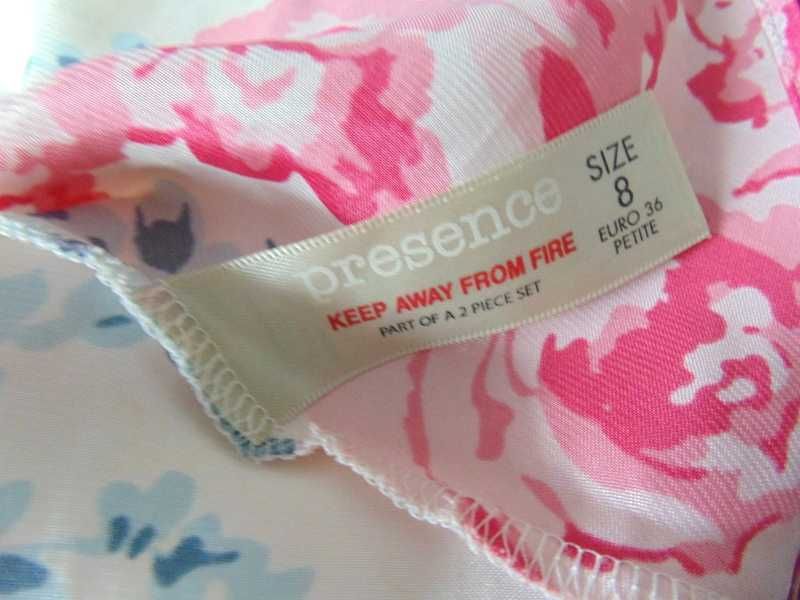 presence
KEEP AWAY FROM FIRE
PART OF A 2 PIECE SET
SIZE
8
EURO 36
PETITE